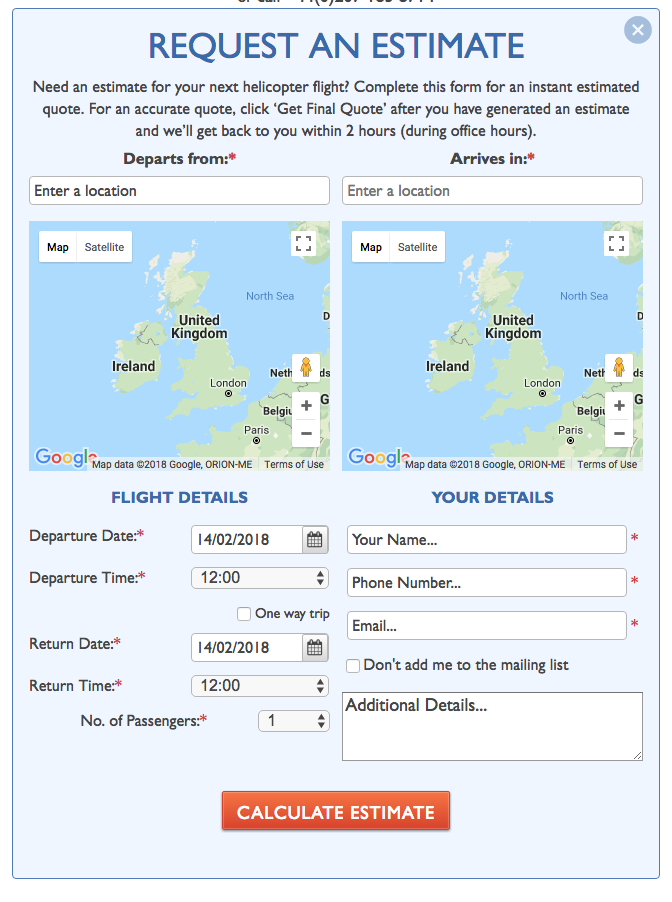 REQUEST AN ESTIMATE
Need an estimate for your next helicopter flight? Complete this form for an instant estimated
quote. For an accurate quote, click ‘Get Final Quote’ after you have generated an estimate
and we’ll get back to you within 2 hours (during office hours).
Departs from:*
Arrives in:*
Enter a location
Enter a location
Map Satellite
North Sea
United
Kingdom
Ireland
London
Paris
Google
Map data ©2018 Google, ORION-ME
Terms of Use
Map Satellite
North Sea
United
Kingdom
Ireland
London
Paris
Google
Map data ©2018 Google, ORION-ME
Terms of Use
FLIGHT DETAILS
Departure Date:* 14/02/2018
Departure Time:* 12:00
One way trip
Return Date:* 14/02/2018
Return Time:* 12:00
No. of Passengers:* 1
YOUR DETAILS
Your Name... *
Phone Number... *
Email... *
Don't add me to the mailing list
Additional Details...
CALCULATE ESTIMATE